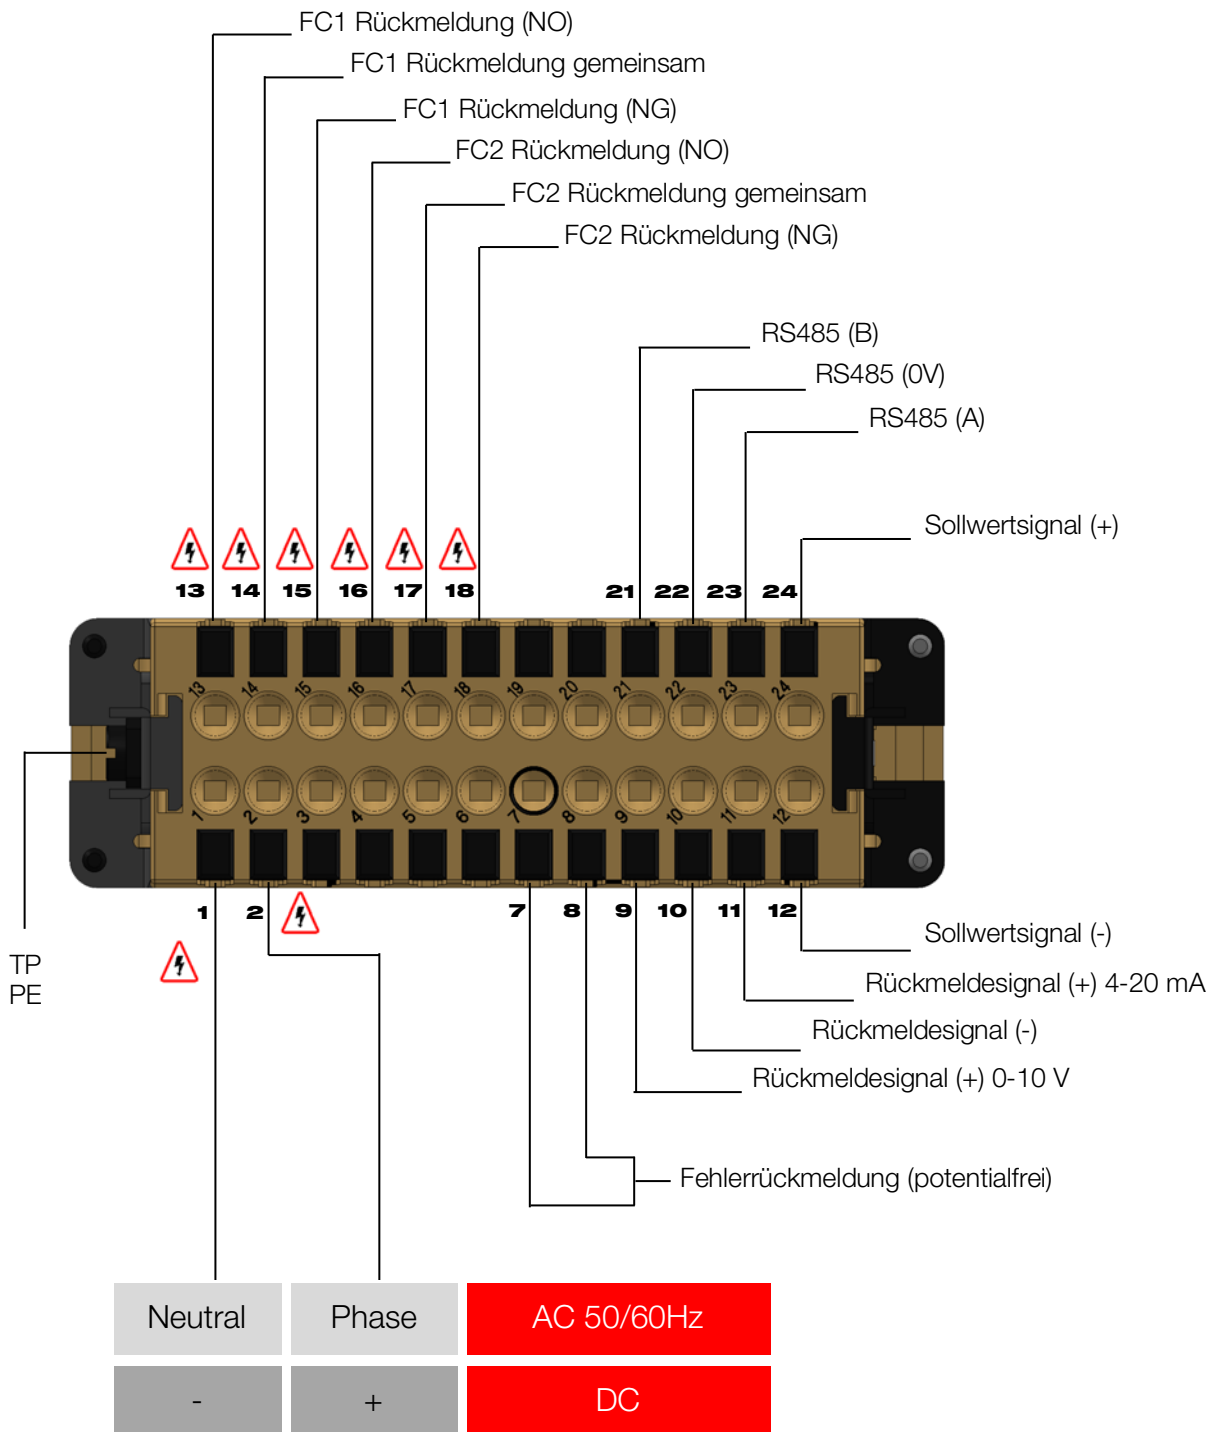 FC1 Rückmeldung (NO)
FC1 Rückmeldung gemeinsam
FC1 Rückmeldung (NG)
FC2 Rückmeldung (NO)
FC2 Rückmeldung gemeinsam
FC2 Rückmeldung (NG)
RS485 (B)
RS485 (0V)
RS485 (A)
Sollwertsignal (+)
13 14 15 16 17 18 21 22 23 24
13 14 15 16 17 18 19 20 21 22 23 24
1 2 3 4 5 6 7 8 9 10 11 12
1 2 7 8 9 10 11 12
TP
PE
Sollwertsignal (-)
Rückmeldesignal (+) 4-20 mA
Rückmeldesignal (-)
Rückmeldesignal (+) 0-10 V
Fehlerrückmeldung (potentialfrei)
Neutral Phase AC 50/60Hz
- + DC